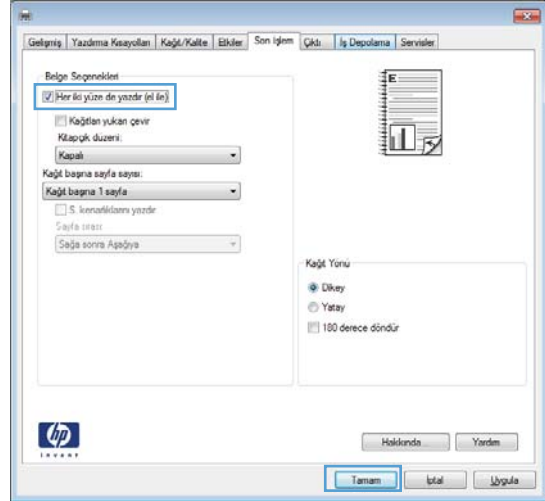 Gelişmiş Yazdırma Kısayolları Kağıt/Kalite Etkiler Son İşlem Çıktı İş Depolama Servisler
Belge Seçenekleri
Her iki yüze de yazdır (el ile)
Kağıtları yukarı çevir
Kitapçık düzeni:
Kapalı
Kağıt başına sayfa sayısı:
Kağıt başına 1 sayfa
S. kenarlıklarını yazdır
Sayfa sırası
Sağa sonra Aşağıya
E
Kağıt Yönü
Dikey
Yatay
180 derece döndür
hp
invent
Hakkında... Yardım
Tamam İptal Uygula